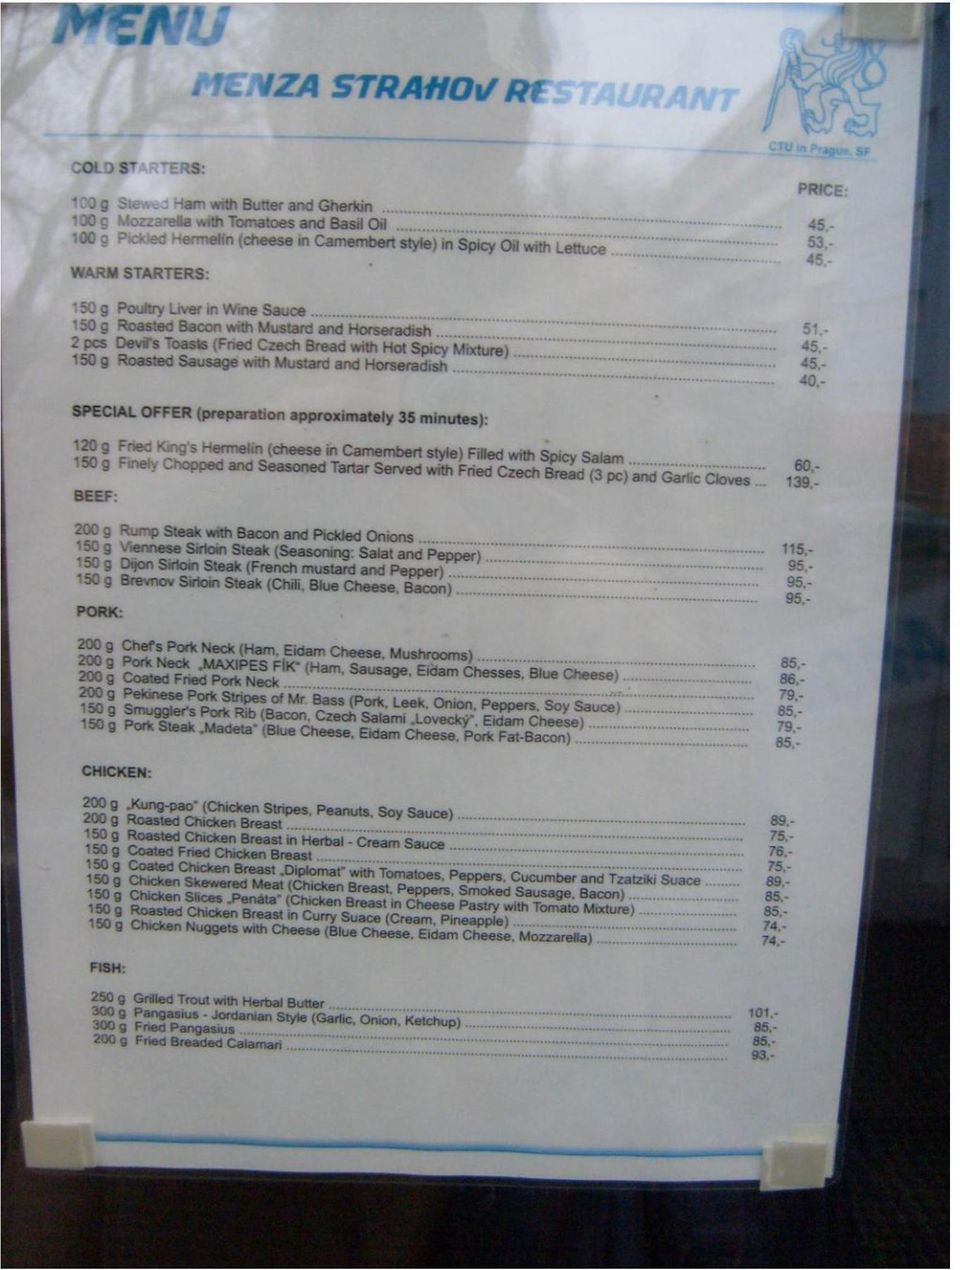 MENU
MENZA STRAHOV RESTAURANT
CTU in Prague, SF
COLD STARTERS:
PRICE:
100 g Stewed Ham with Butter and Gherkin ........ 45,-
100 g Mozzarella with Tomatoes and Basil Oil ........ 53,-
100 g Pickled Hermelín (cheese in Camembert style) in Spicy Oil with Lettuce ........ 45,-
WARM STARTERS:
150 g Poultry Liver in Wine Sauce ........ 51,-
150 g Roasted Bacon with Mustard and Horseradish ........ 45,-
2 pcs Devil's Toasts (Fried Czech Bread with Hot Spicy Mixture) ........ 45,-
150 g Roasted Sausage with Mustard and Horseradish ........ 40,-
SPECIAL OFFER (preparation approximately 35 minutes):
120 g Fried King's Hermelín (cheese in Camembert style) Filled with Spicy Salam ........ 60,-
150 g Finely Chopped and Seasoned Tartar Served with Fried Czech Bread (3 pc) and Garlic Cloves ... 139,-
BEEF:
200 g Rump Steak with Bacon and Pickled Onions ........ 115,-
150 g Viennese Sirloin Steak (Seasoning: Salat and Pepper) ........ 95,-
150 g Dijon Sirloin Steak (French mustard and Pepper) ........ 95,-
150 g Brevnov Sirloin Steak (Chili, Blue Cheese, Bacon) ........ 95,-
PORK:
200 g Chef's Pork Neck (Ham, Eidam Cheese, Mushrooms) ........ 85,-
200 g Pork Neck „MAXIPES FÍK" (Ham, Sausage, Eidam Chesses, Blue Cheese) ........ 86,-
200 g Coated Fried Pork Neck ........ 79,-
200 g Pekinese Pork Stripes of Mr. Bass (Pork, Leek, Onion, Peppers, Soy Sauce) ........ 85,-
150 g Smuggler's Pork Rib (Bacon, Czech Salami „Lovecký", Eidam Cheese) ........ 79,-
150 g Pork Steak „Madeta" (Blue Cheese, Eidam Cheese, Pork Fat-Bacon) ........ 85,-
CHICKEN:
200 g „Kung-pao" (Chicken Stripes, Peanuts, Soy Sauce) ........ 89,-
200 g Roasted Chicken Breast ........ 75,-
150 g Roasted Chicken Breast in Herbal - Cream Sauce ........ 76,-
150 g Coated Fried Chicken Breast ........ 75,-
150 g Coated Chicken Breast „Diplomat" with Tomatoes, Peppers, Cucumber and Tzatziki Suace ........ 89,-
150 g Chicken Skewered Meat (Chicken Breast, Peppers, Smoked Sausage, Bacon) ........ 85,-
150 g Chicken Slices „Penáta" (Chicken Breast in Cheese Pastry with Tomato Mixture) ........ 85,-
150 g Roasted Chicken Breast in Curry Suace (Cream, Pineapple) ........ 74,-
150 g Chicken Nuggets with Cheese (Blue Cheese, Eidam Cheese, Mozzarella) ........ 74,-
FISH:
250 g Grilled Trout with Herbal Butter ........ 101,-
300 g Pangasius - Jordanian Style (Garlic, Onion, Ketchup) ........ 85,-
300 g Fried Pangasius ........ 85,-
200 g Fried Breaded Calamari ........ 93,-